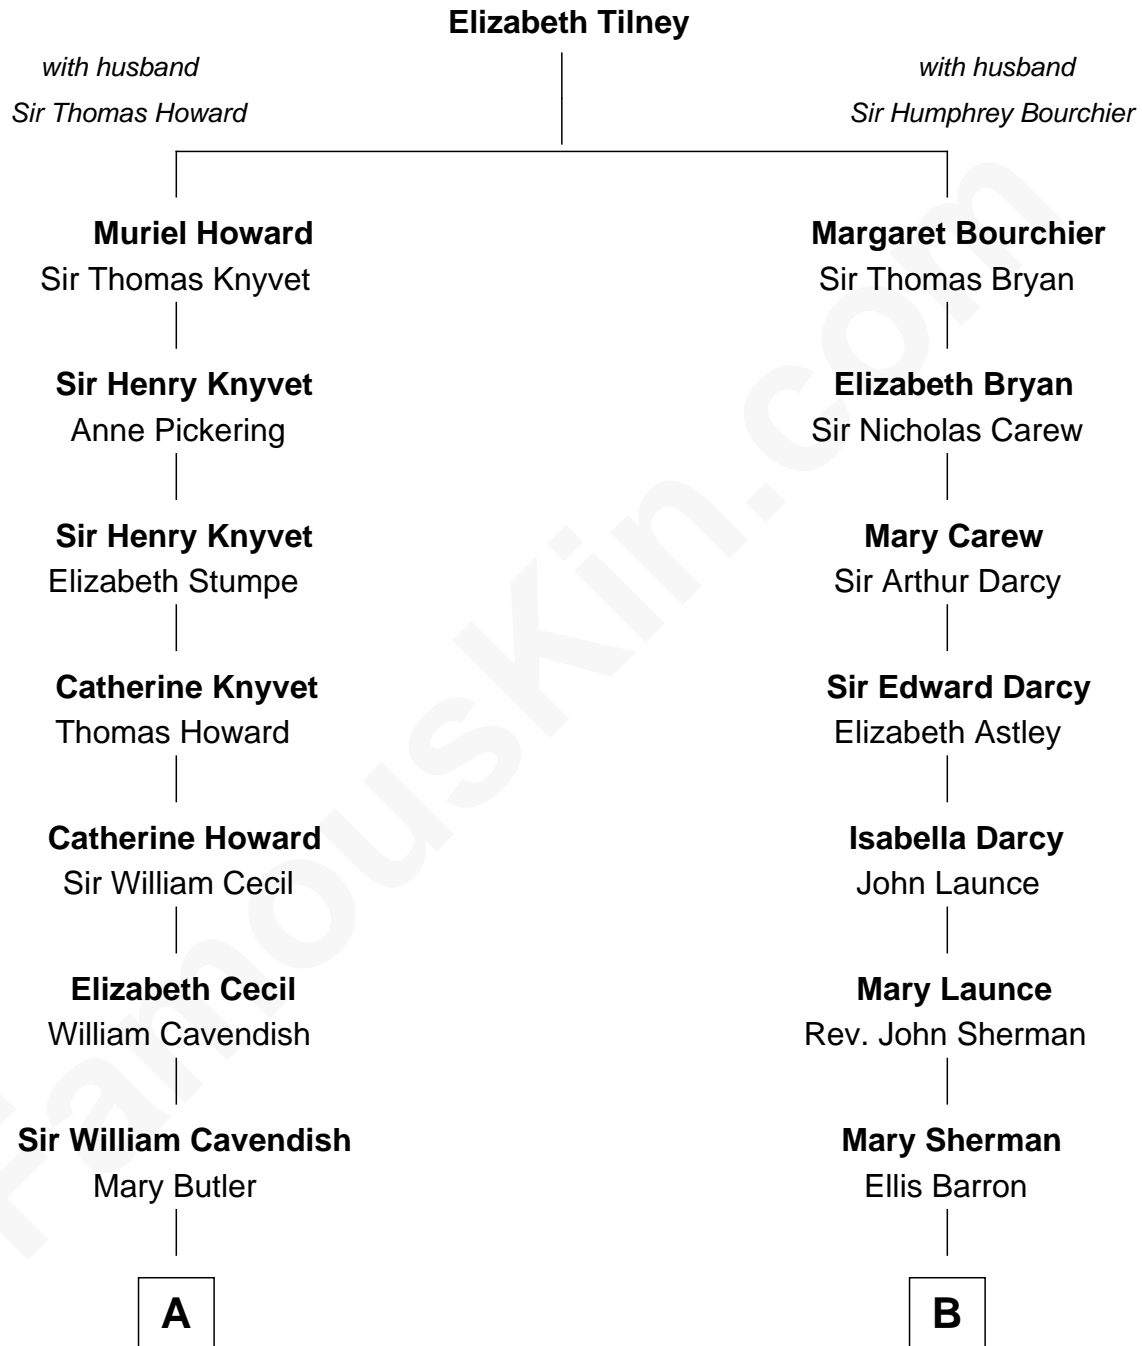 Elizabeth Tilney
with husband
Sir Thomas Howard
with husband
Sir Humphrey Bourchier
Muriel Howard
Sir Thomas Knyvet
Margaret Bourchier
Sir Thomas Bryan
Sir Henry Knyvet
Anne Pickering
Elizabeth Bryan
Sir Nicholas Carew
Sir Henry Knyvet
Elizabeth Stumpe
Mary Carew
Sir Arthur Darcy
Catherine Knyvet
Thomas Howard
Sir Edward Darcy
Elizabeth Astley
Catherine Howard
Sir William Cecil
Isabella Darcy
John Launce
Elizabeth Cecil
William Cavendish
Mary Launce
Rev. John Sherman
Sir William Cavendish
Mary Butler
Mary Sherman
Ellis Barron
A
B
FamousKin.com